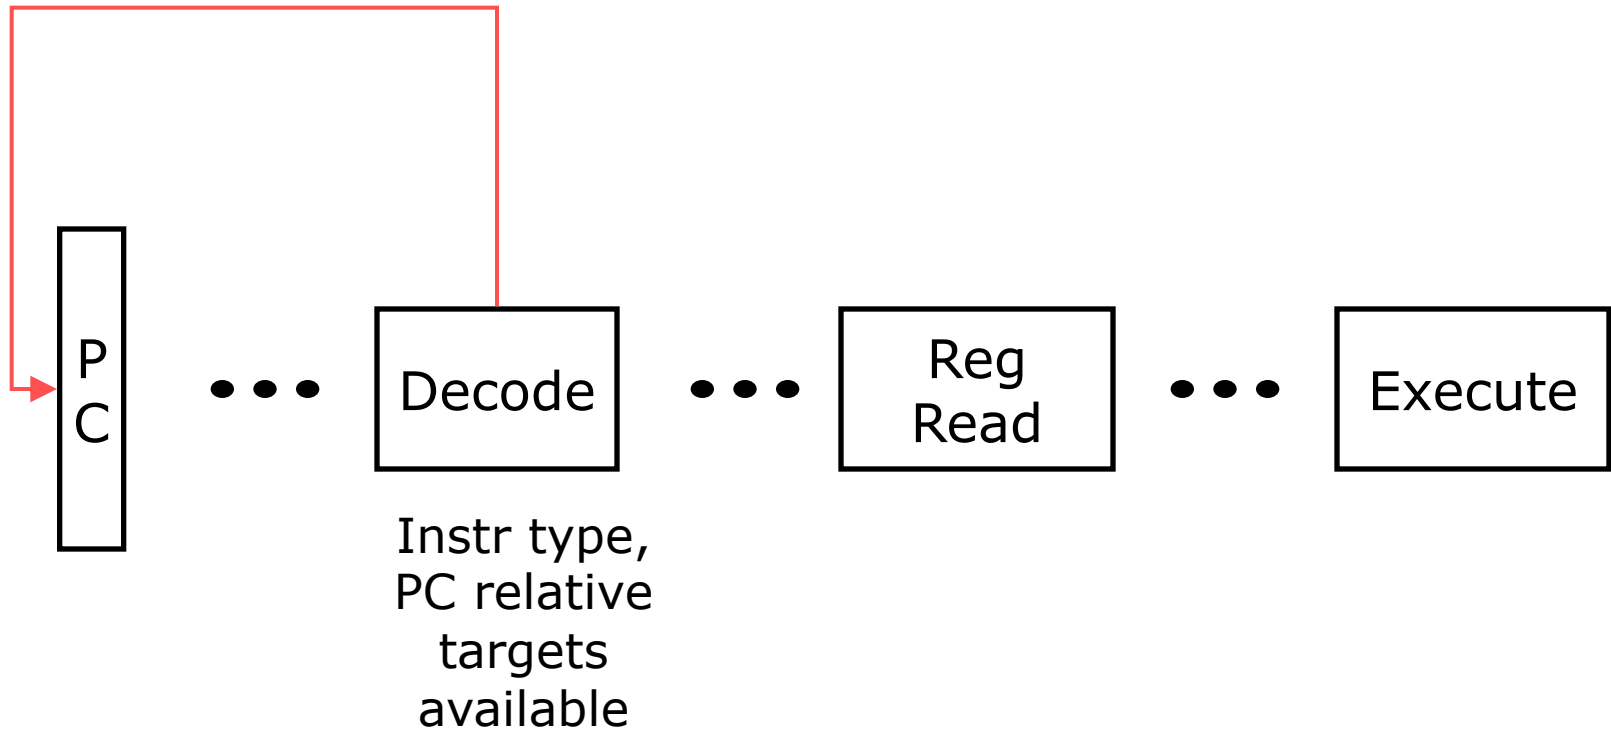 P
C
Decode
Reg
Read
Execute
Instr type,
PC relative
targets
available